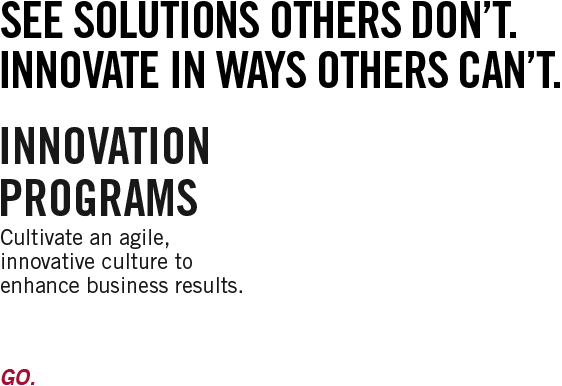 SEE SOLUTIONS OTHERS DON’T.
INNOVATE IN WAYS OTHERS CAN’T.
INNOVATION
PROGRAMS
Cultivate an agile,
innovative culture to
enhance business results.
GO.